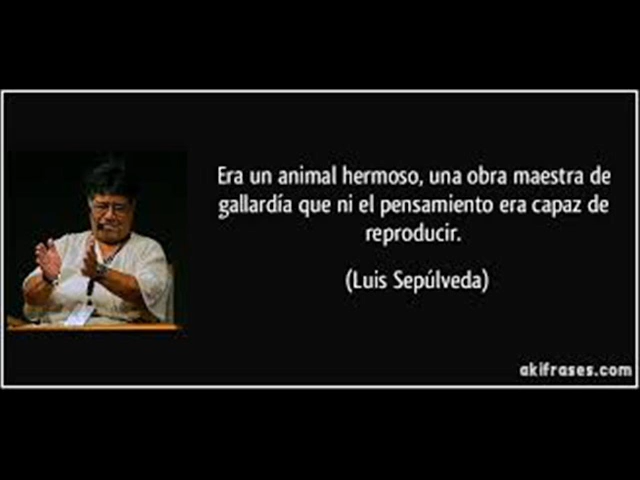 Era un animal hermoso, una obra maestra de
gallardía que ni el pensamiento era capaz de
reproducir.
(Luis Sepúlveda)
akifrases.com